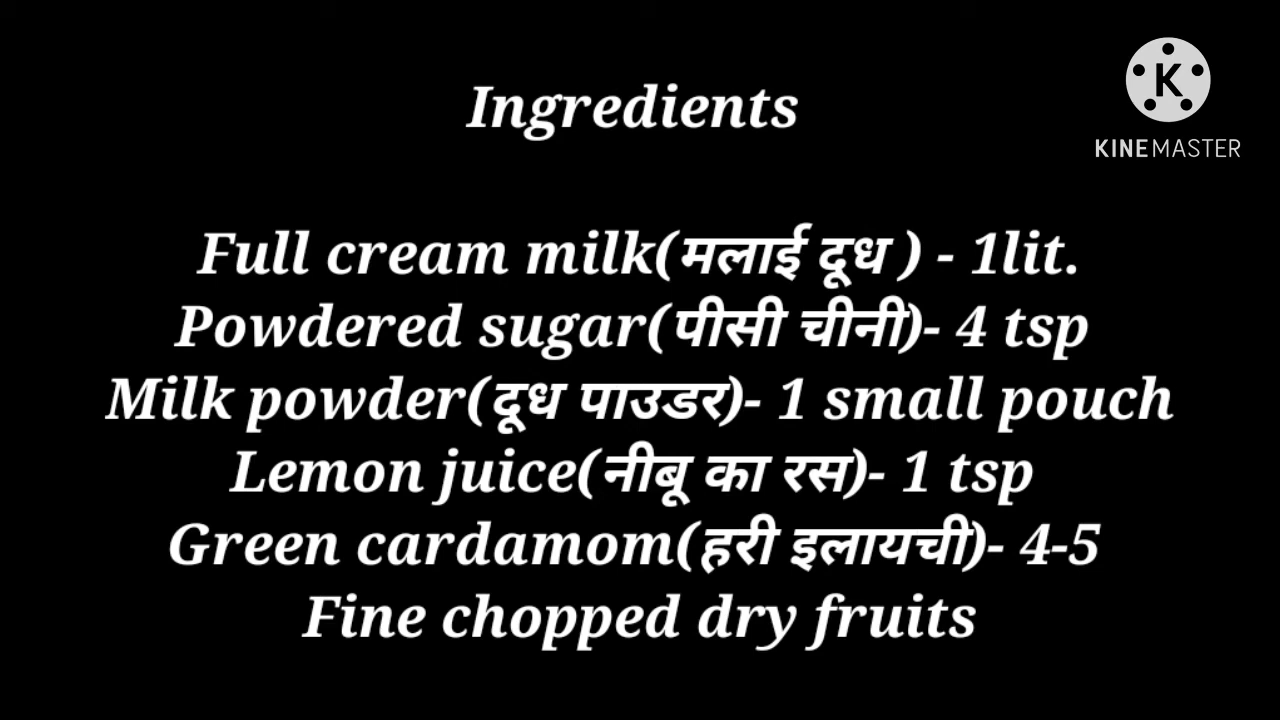 Ingredients
K
KINEMASTER
Full cream milk(मलाई दूध ) - 1lit.
Powdered sugar(पीसी चीनी)- 4 tsp
Milk powder(दूध पाउडर)- 1 small pouch
Lemon juice(नीबू का रस)- 1 tsp
Green cardamom(हरी इलायची)- 4-5
Fine chopped dry fruits